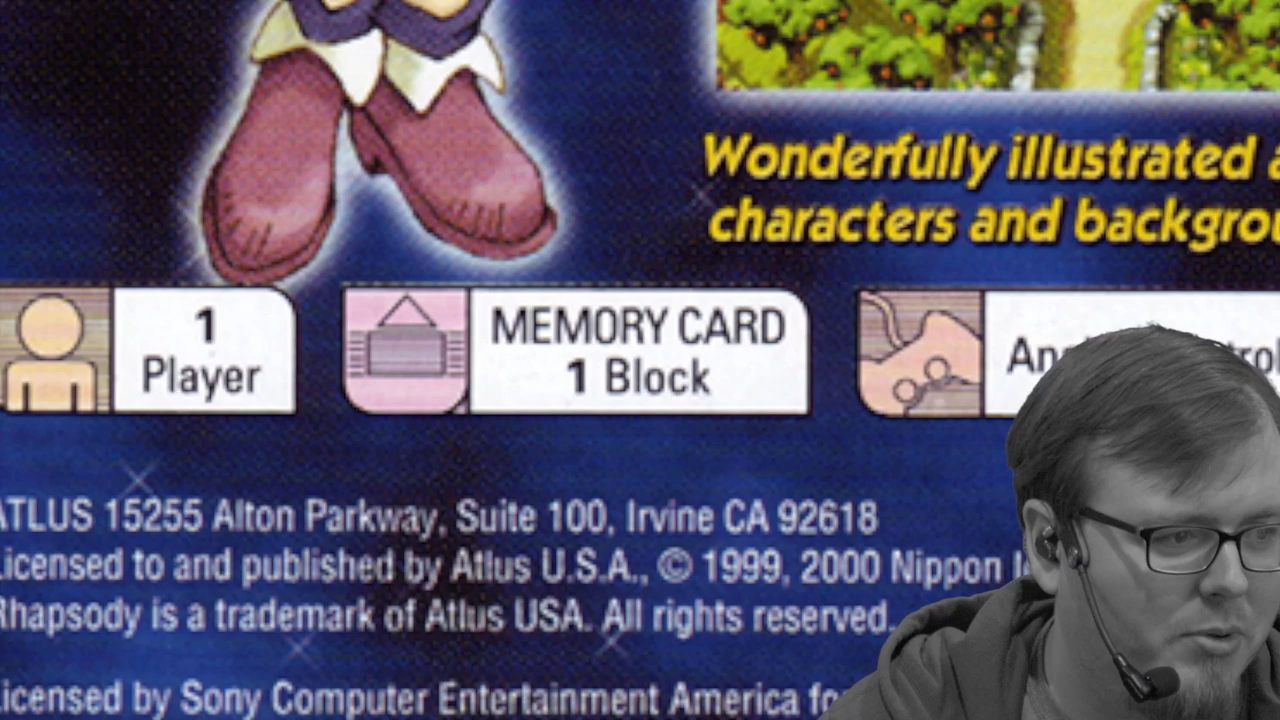 Wonderfully illustrated
characters and backgrou
1
Player
MEMORY CARD
1 Block
ATLUS 15255 Alton Parkway, Suite 100, Irvine CA 92618
Licensed to and published by Atlus U.S.A., © 1999, 2000 Nippon
Rhapsody is a trademark of Atlus USA. All rights reserved.
Licensed by Sony Computer Entertainment America